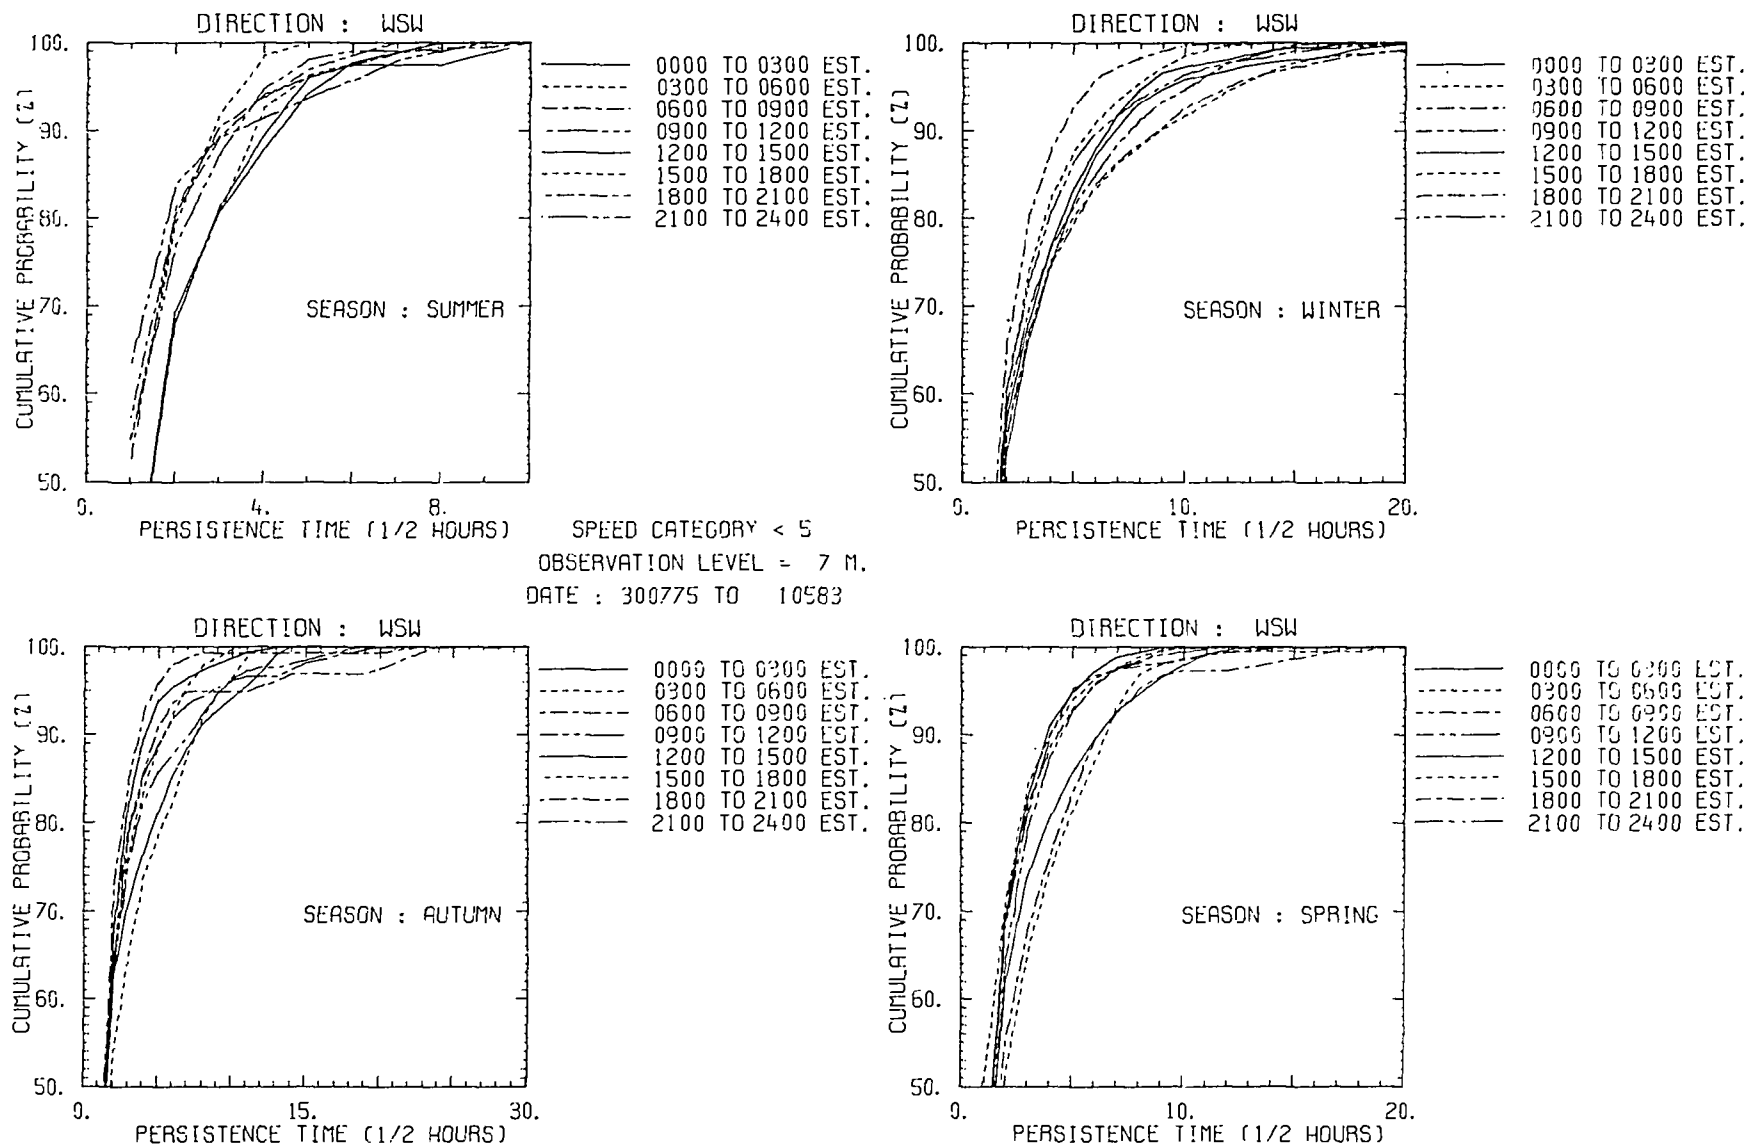 DIRECTION : WSW
CUMULATIVE PROBABILITY (%)
100.
90.
80.
70.
60.
50.
0000 TO 0300 EST.
0300 TO 0600 EST.
0600 TO 0900 EST.
0900 TO 1200 EST.
1200 TO 1500 EST.
1500 TO 1800 EST.
1800 TO 2100 EST.
2100 TO 2400 EST.
SEASON : SUMMER
0.
4.
8.
PERSISTENCE TIME (1/2 HOURS)
DIRECTION : WSW
CUMULATIVE PROBABILITY (%)
100.
90.
80.
70.
60.
50.
0000 TO 0300 EST.
0300 TO 0600 EST.
0600 TO 0900 EST.
0900 TO 1200 EST.
1200 TO 1500 EST.
1500 TO 1800 EST.
1800 TO 2100 EST.
2100 TO 2400 EST.
SEASON : WINTER
0.
10.
20.
PERSISTENCE TIME (1/2 HOURS)
SPEED CATEGORY < 5
OBSERVATION LEVEL = 7 M.
DATE : 300775 TO 10583
DIRECTION : WSW
CUMULATIVE PROBABILITY (%)
100.
90.
80.
70.
60.
50.
0000 TO 0300 EST.
0300 TO 0600 EST.
0600 TO 0900 EST.
0900 TO 1200 EST.
1200 TO 1500 EST.
1500 TO 1800 EST.
1800 TO 2100 EST.
2100 TO 2400 EST.
SEASON : AUTUMN
0.
15.
30.
PERSISTENCE TIME (1/2 HOURS)
DIRECTION : WSW
CUMULATIVE PROBABILITY (%)
100.
90.
80.
70.
60.
50.
0000 TO 0300 EST.
0300 TO 0600 EST.
0600 TO 0900 EST.
0900 TO 1200 EST.
1200 TO 1500 EST.
1500 TO 1800 EST.
1800 TO 2100 EST.
2100 TO 2400 EST.
SEASON : SPRING
0.
10.
20.
PERSISTENCE TIME (1/2 HOURS)